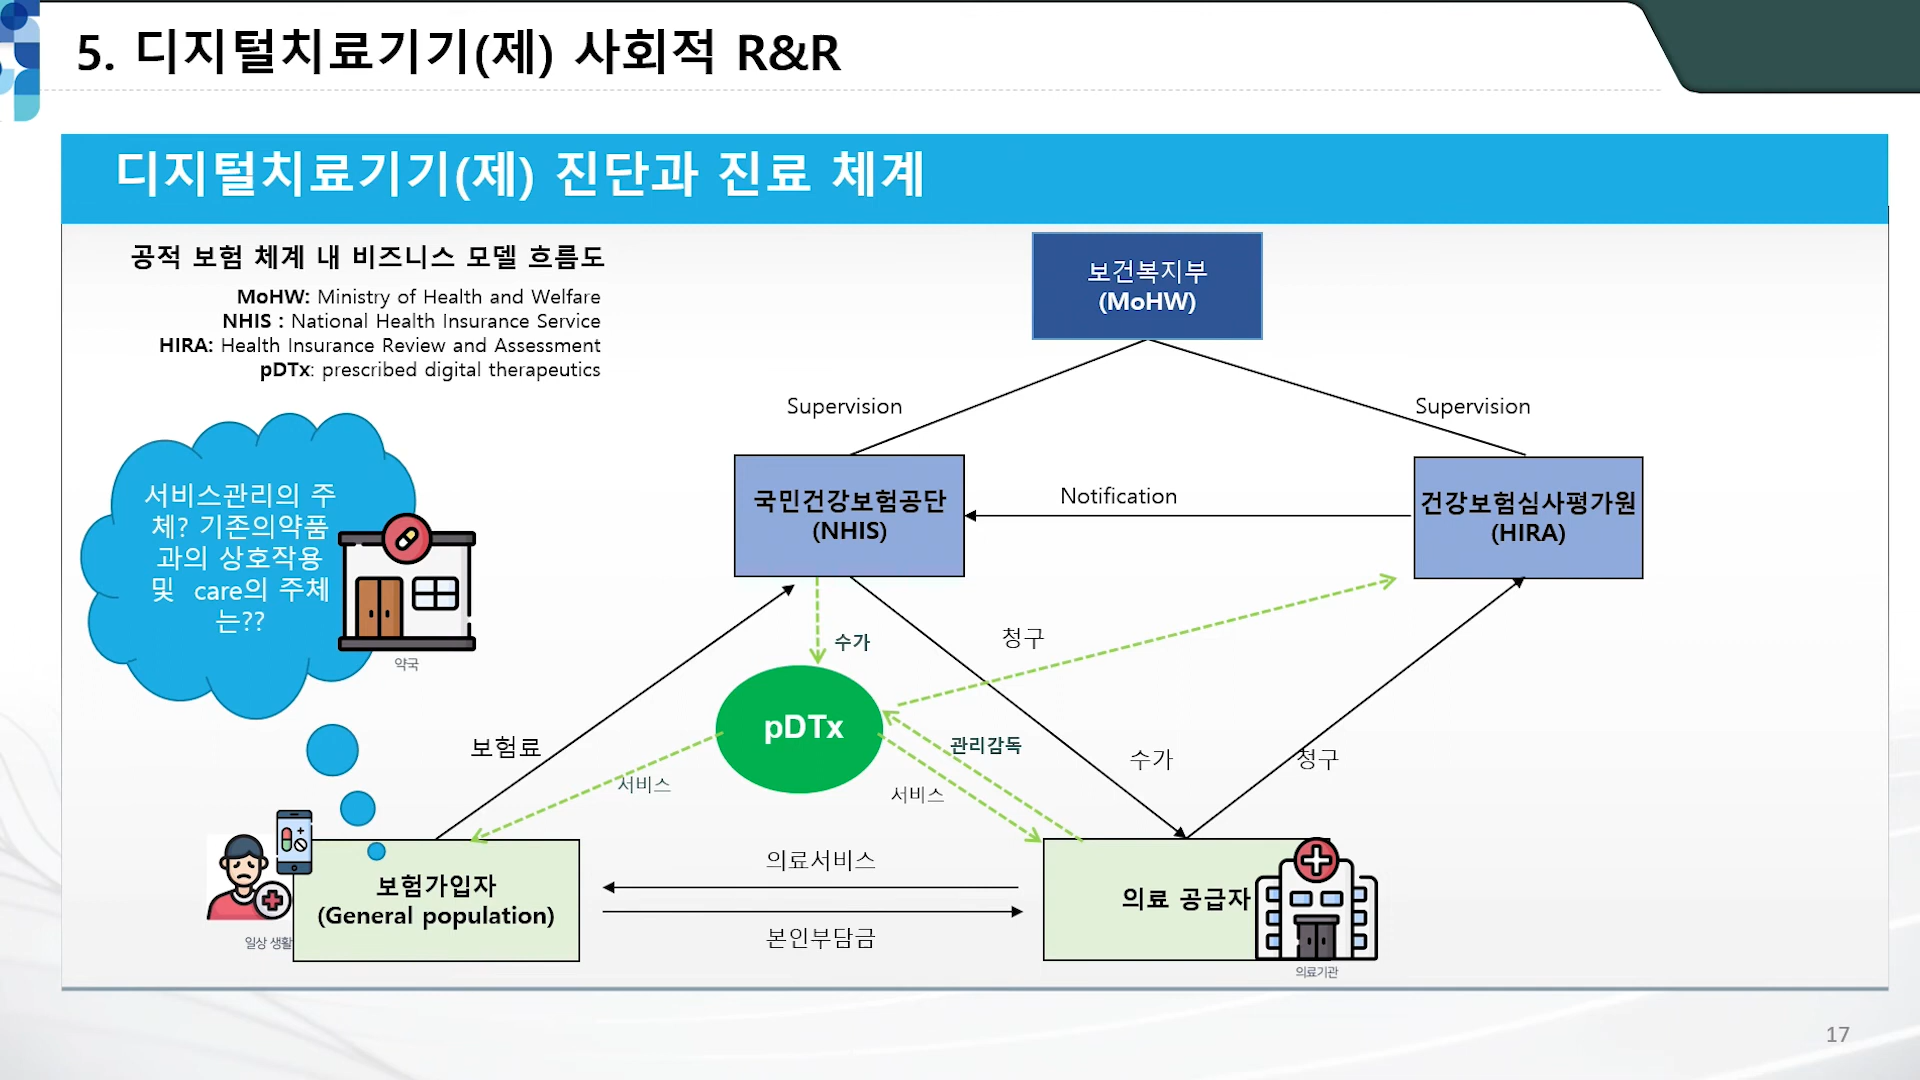 5. 디지털치료기기(제) 사회적 R&R
디지털치료기기(제) 진단과 진료 체계
공적 보험 체계 내 비즈니스 모델 흐름도
MoHW: Ministry of Health and Welfare
NHIS : National Health Insurance Service
HIRA: Health Insurance Review and Assessment
pDTx: prescribed digital therapeutics
보건복지부
(MoHW)
Supervision
Supervision
서비스관리의 주
체? 기존의약품
과의 상호작용
및 care의 주체
는??
약국
국민건강보험공단
(NHIS)
Notification
건강보험심사평가원
(HIRA)
수가
청구
pDTx
보험료
서비스
관리감독
서비스
수가
청구
일상 생활
보험가입자
(General population)
의료서비스
본인부담금
의료 공급자
의료기관
17